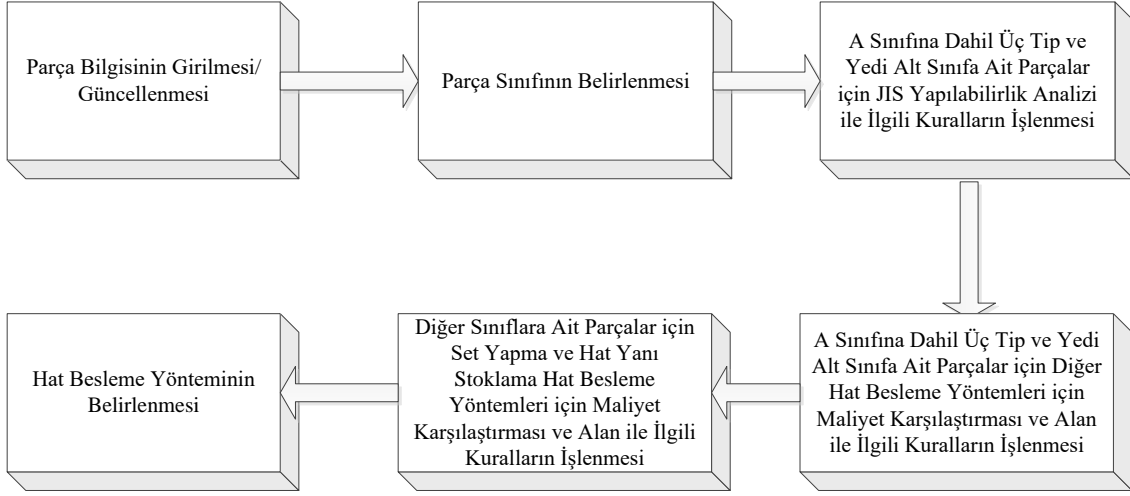 Parça Bilgisinin Girilmesi/
Güncellenmesi
Parça Sınıfının Belirlenmesi
A Sınıfına Dahil Üç Tip ve
Yedi Alt Sınıfa Ait Parçalar
için JIS Yapılabilirlik Analizi
ile İlgili Kuralların İşlenmesi
A Sınıfına Dahil Üç Tip ve Yedi
Alt Sınıfa Ait Parçalar için Diğer
Hat Besleme Yöntemleri için
Maliyet Karşılaştırması ve Alan
ile İlgili Kuralların İşlenmesi
Diğer Sınıflara Ait Parçalar için
Set Yapma ve Hat Yanı
Stoklama Hat Besleme
Yöntemleri için Maliyet
Karşılaştırması ve Alan ile İlgili
Kuralların İşlenmesi
Hat Besleme Yönteminin
Belirlenmesi